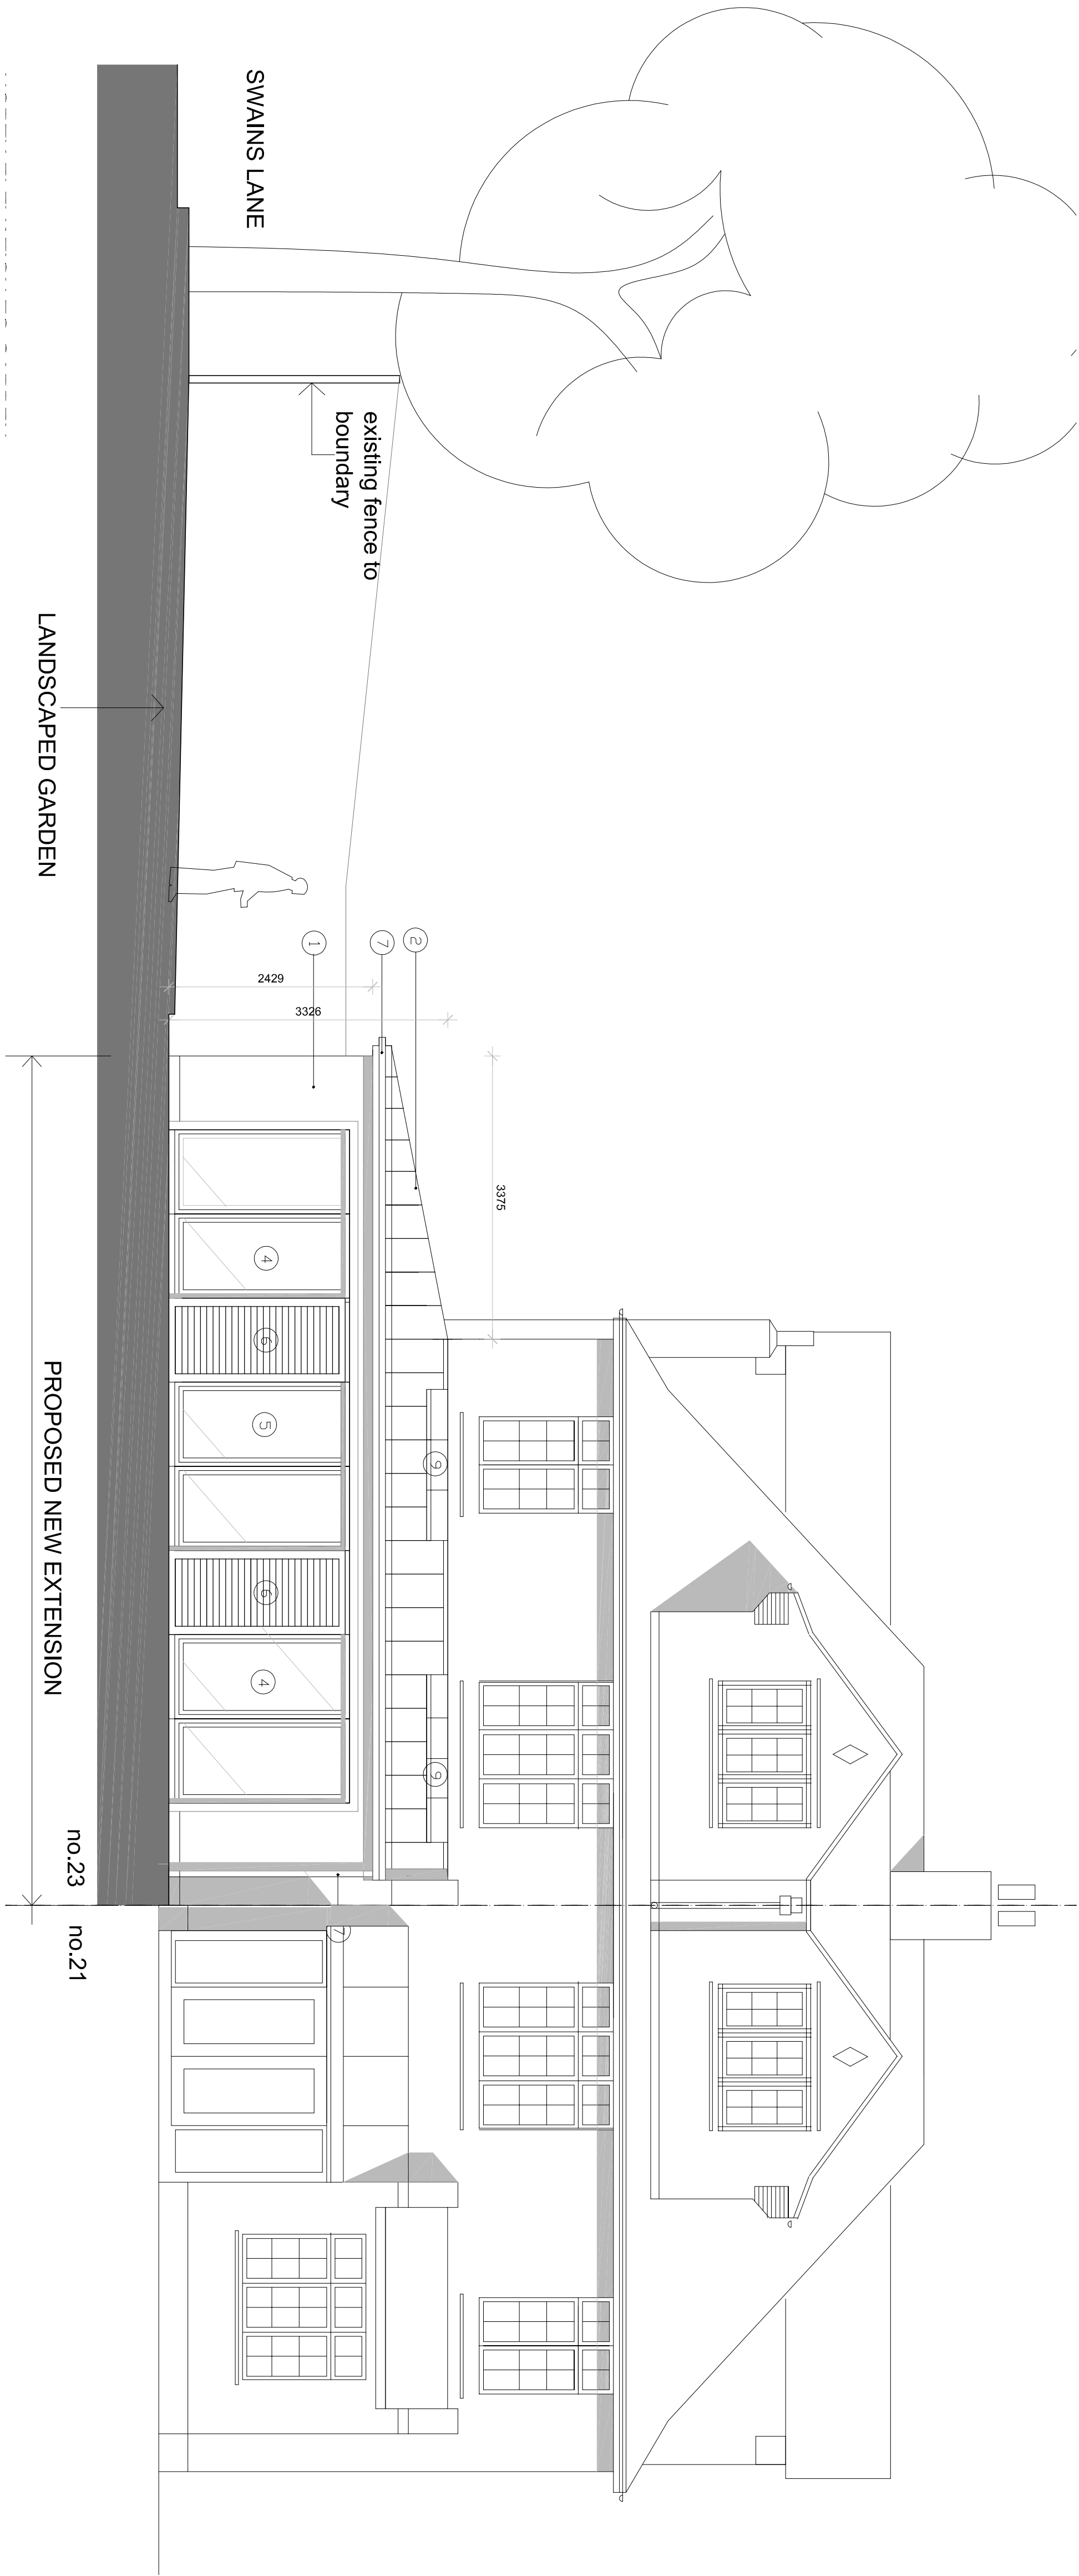 SWAINS LANE
existing fence to
boundary
2
7
1
2429
3326
3375
9
9
4
6
5
6
4
7
LANDSCAPED GARDEN
PROPOSED NEW EXTENSION
no.23
no.21